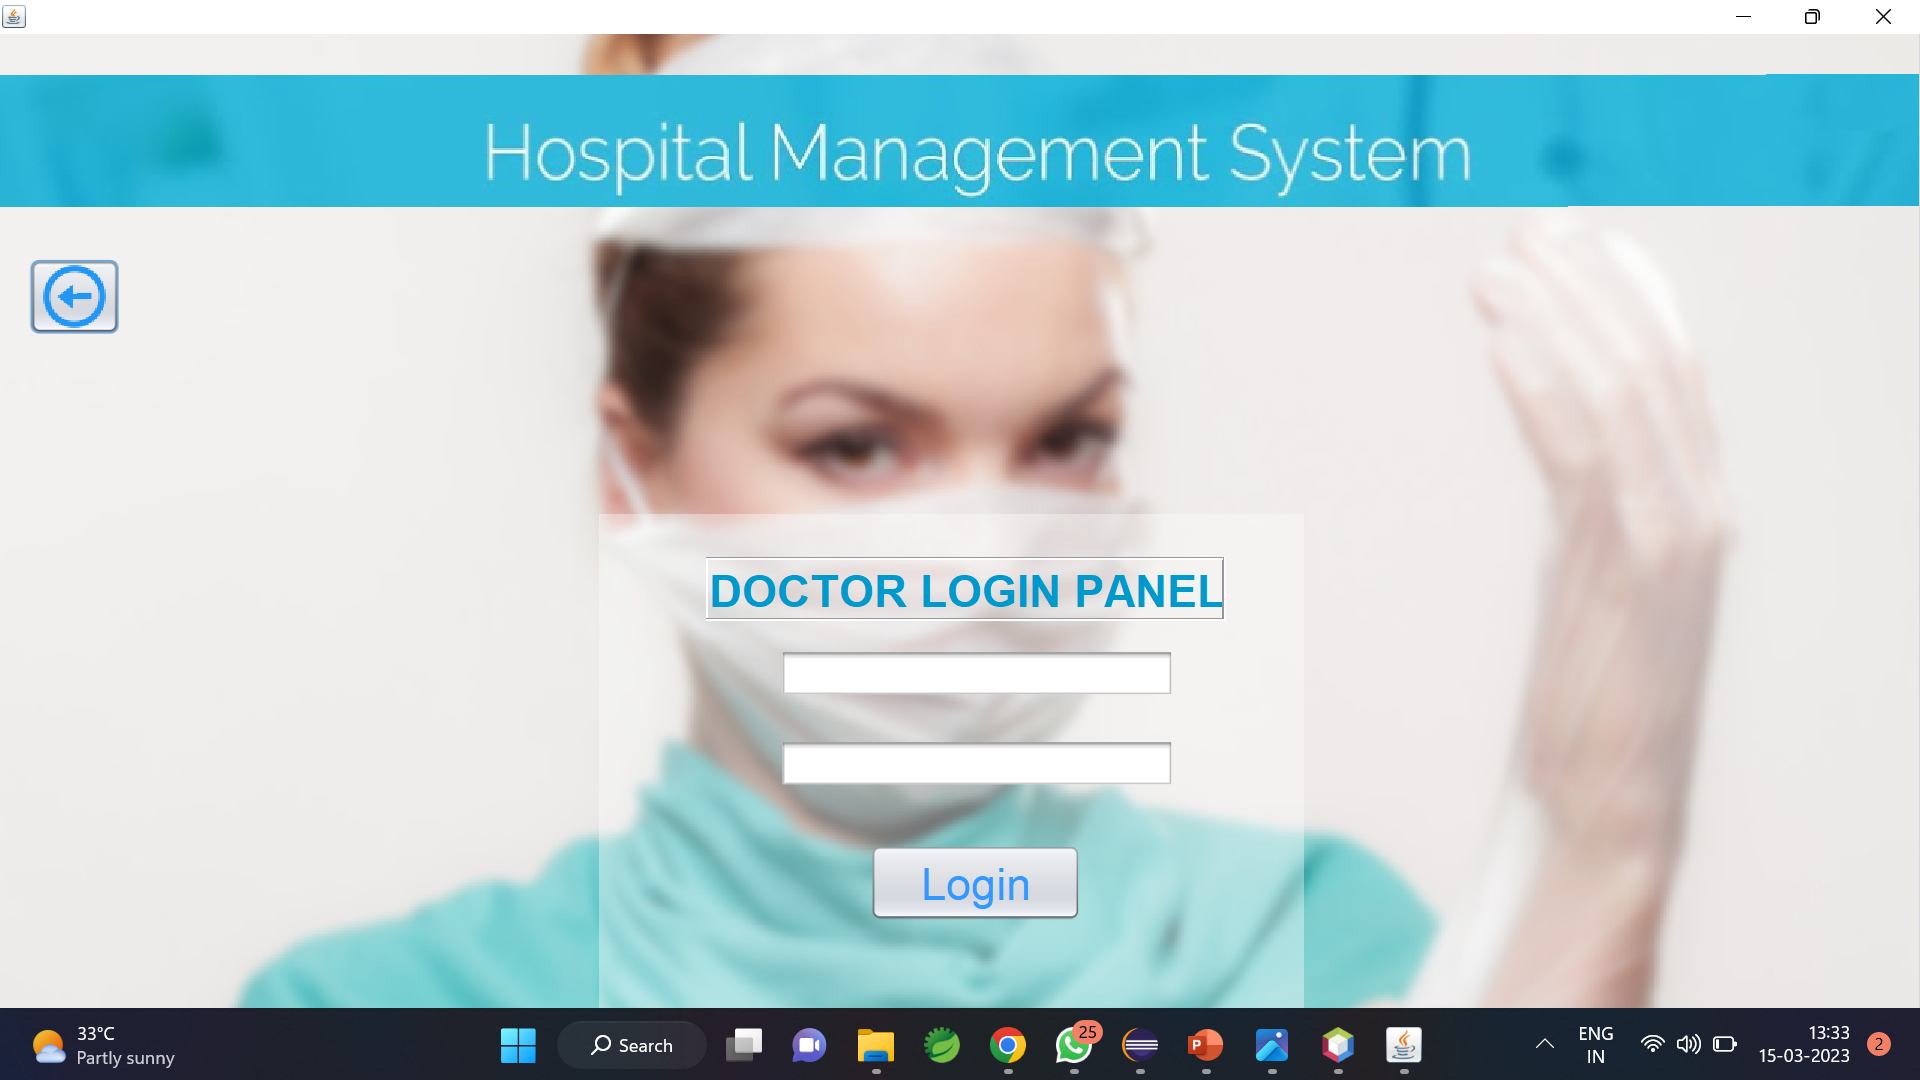 Hospital Management System
DOCTOR LOGIN PANEL
Login
33°C
Partly sunny
Search
25
P
ENG
IN
13:33
15-03-2023
2